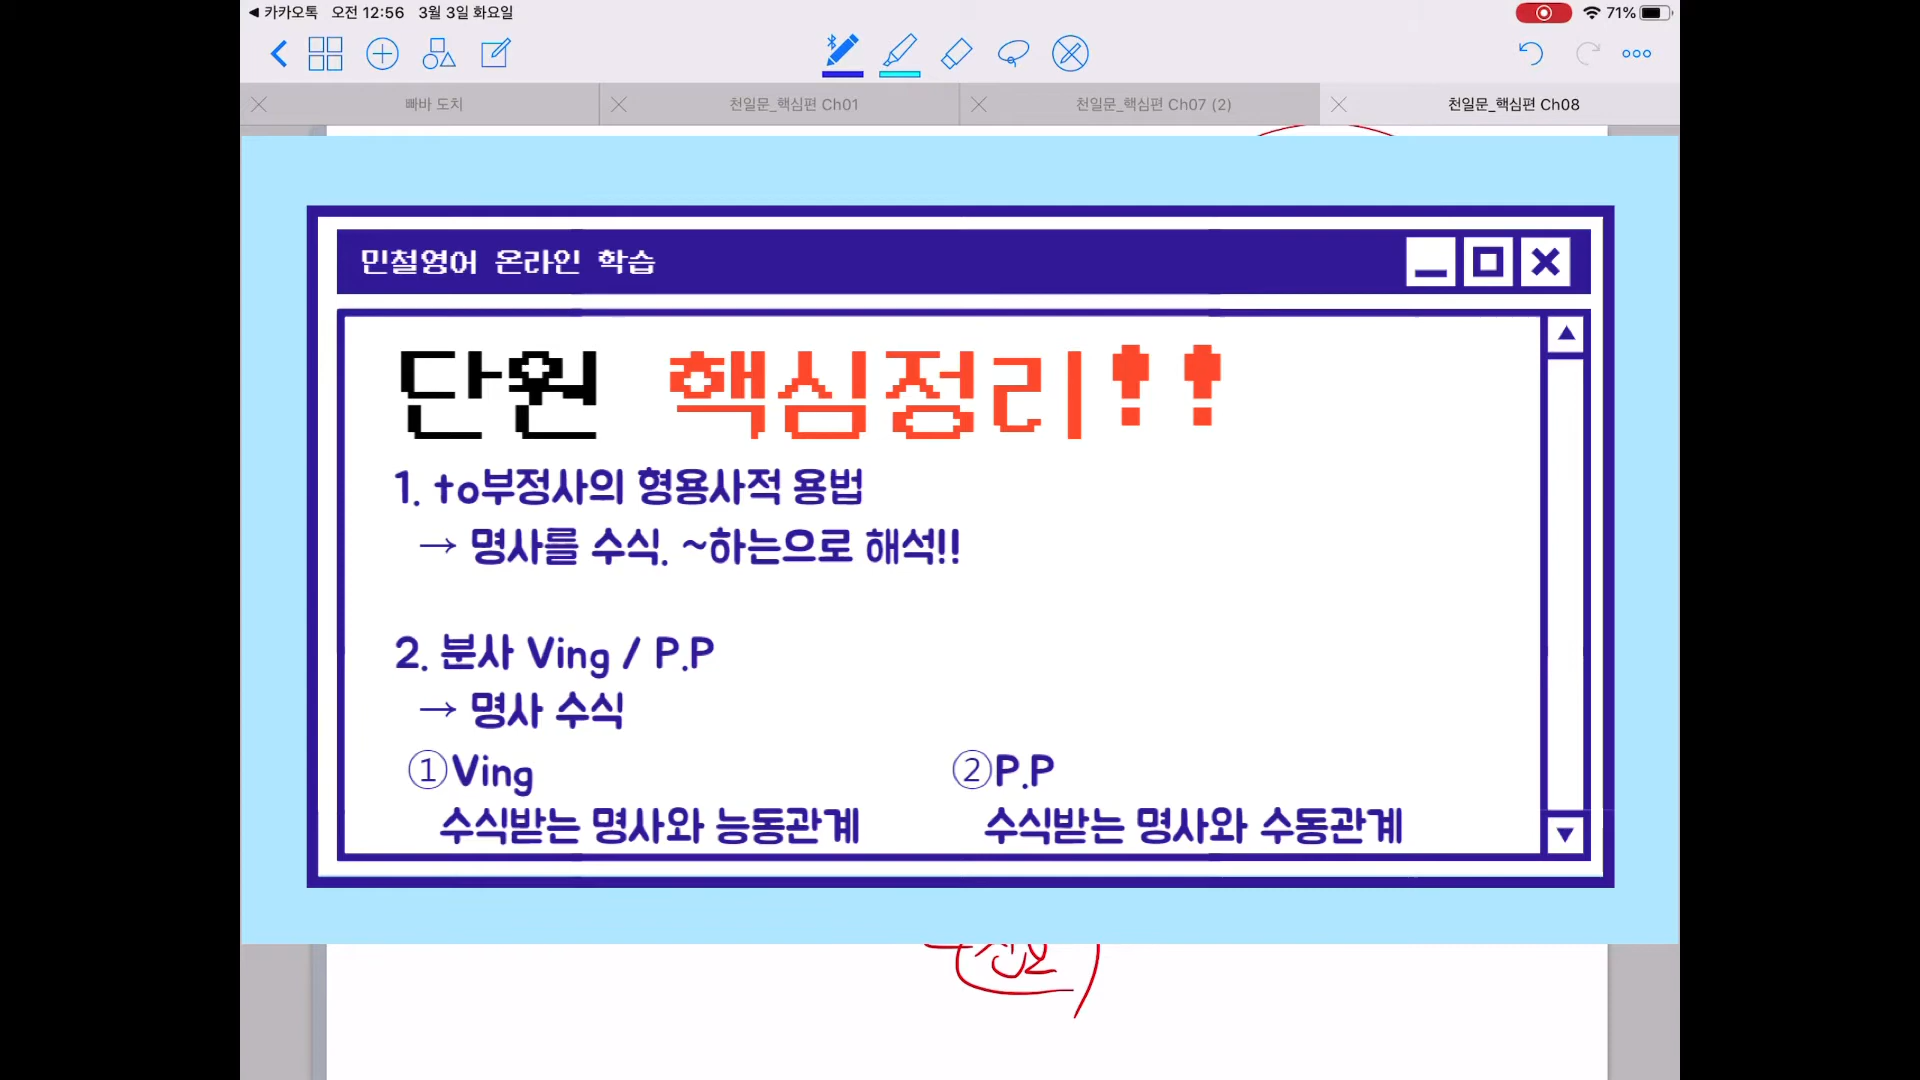 ◀ 카카오톡 오전 12:56 3월 3일 화요일
71%
빠바 도치
천일문_핵심편 Ch01
천일문_핵심편 Ch07 (2)
천일문_핵심편 Ch08
민철영어 온라인 학습
단원 핵심정리!!
1. to부정사의 형용사적 용법
→ 명사를 수식. ~하는으로 해석!!
2. 분사 Ving / P.P
→ 명사 수식
①Ving
수식받는 명사와 능동관계
②P.P
수식받는 명사와 수동관계